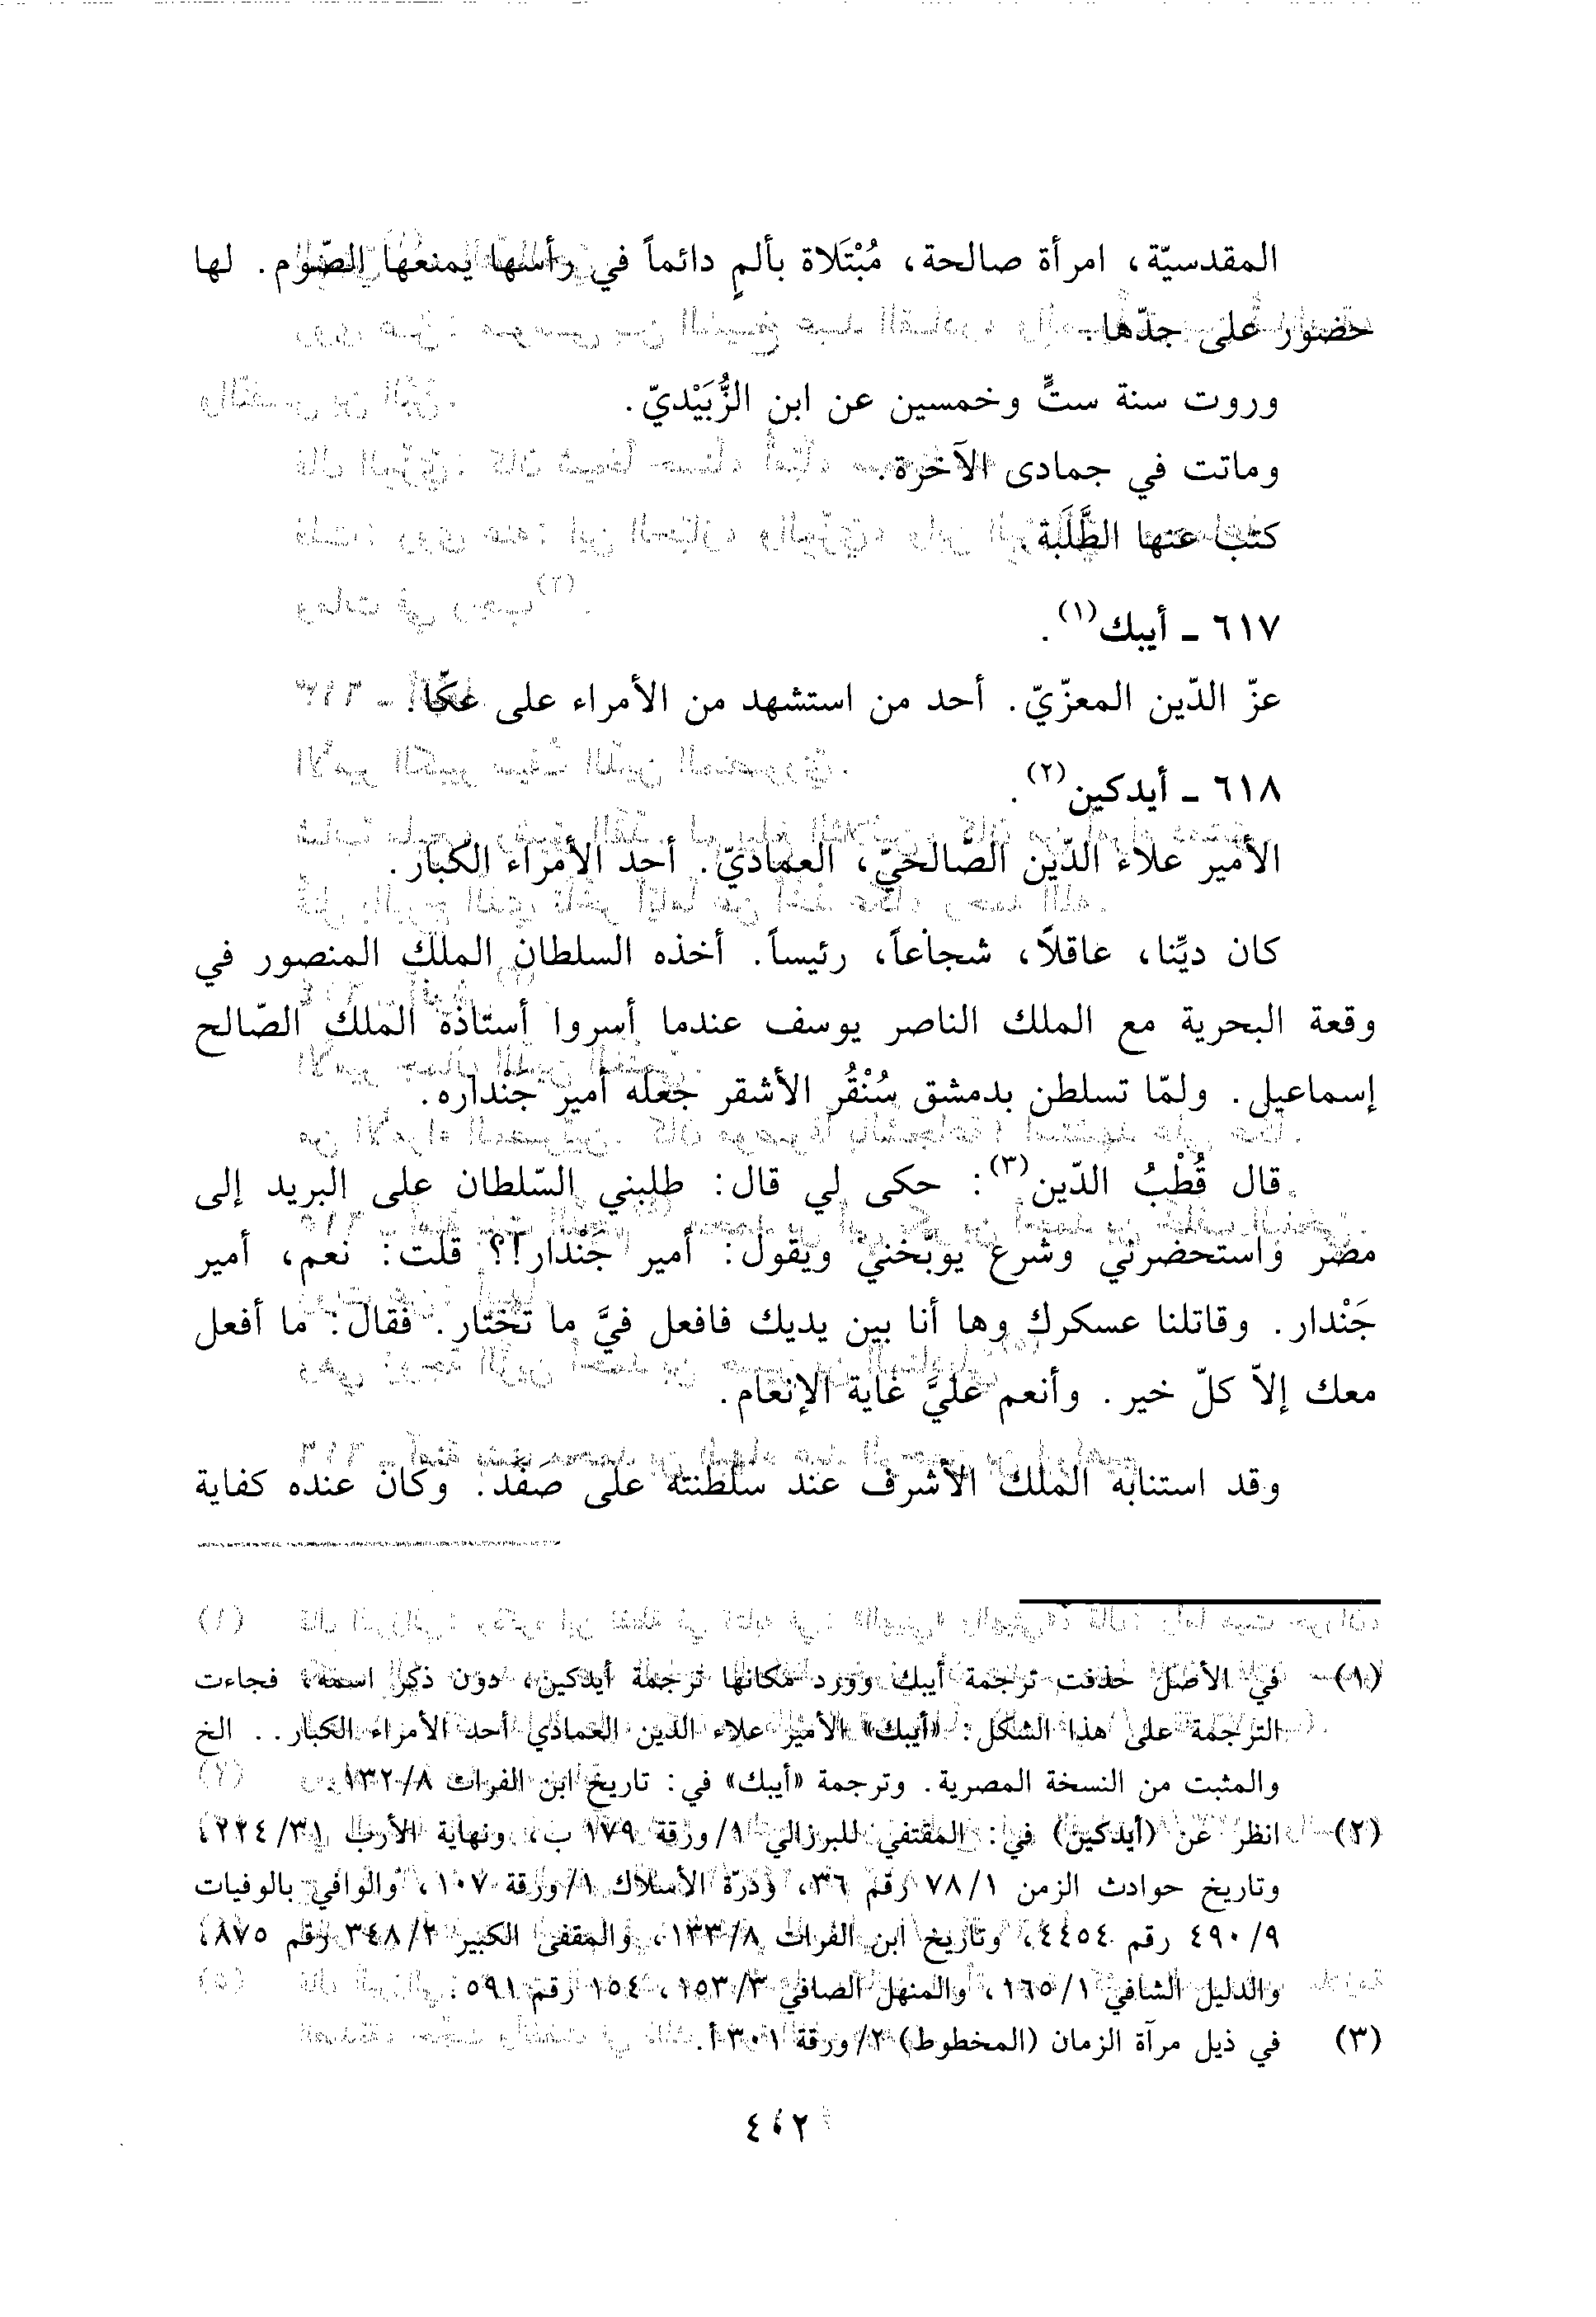 المقدسيّة، امرأة صالحة، مُبْتَلاة بألمٍ دائماً في رأسها يمنعها الصّوم. لها
حضور على جدّها.
وروت سنة ستٍّ وخمسين عن ابن الزُّبَيْديّ.
وماتت في جمادى الآخرة.
كتب عنها الطَّلَبة.
٦١٧ ـ أيبك(١).
عزّ الدّين المعزّيّ. أحد من استشهد من الأمراء على عكّا.
٦١٨ ـ أيدكين(٢).
الأمير علاء الدّين الصّالحيّ، العماديّ. أحد الأمراء الكبار.
كان ديِّنا، عاقلاً، شجاعاً، رئيساً. أخذه السلطان الملك المنصور في
وقعة البحرية مع الملك الناصر يوسف عندما أسروا أستاذة الملك الصّالح
إسماعيل. ولمّا تسلطن بدمشق سُنْقُر الأشقر جعله أمير جنْداره.
قال قُطْبُ الدّين(٣): حكى لي قال: طلبني السّلطان على البريد إلى
مصر واستحضرني وشرع يوبّخني ويقول: أمير جَنْدار!؟ قلت: نعم، أمير
جَنْدار. وقاتلنا عسكرك وها أنا بين يديك فافعل فيَّ ما تختار. فقال: ما أفعل
معك إلاّ كلّ خير. وأنعم عليَّ غاية الإنعام.
وقد استنابه الملك الأشرف عند سلطنته على صفد. وكان عنده كفاية
(١) في الأصل حذفت ترجمة أيبك وورد مكانها ترجمة أيدكين، دون ذكر اسمه، فجاءت
الترجمة على هذا الشكل: «أيبك» الأمير علاء الدين العمادي أحد الأمراء الكبار.. الخ
والمثبت من النسخة المصرية. وترجمة «أيبك» في: تاريخ ابن الفرات ١٣٢/٨.
(٢) انظر عن (أيدكين) في: المقتفي للبرزالي ١/ورقة ١٧٩ ب، ونهاية الأرب ٢٢٤/٣١،
وتاريخ حوادث الزمن ٧٨/١ رقم ٣٦، ودرّة الأسلاك ١/ورقة ١٠٧، والوافي بالوفيات
٤٩٠/٩ رقم ٤٤٥٤، وتاريخ ابن الفرات ١٣٣/٨، والمقفى الكبير ٣٤٨/٢ رقم ٨٧٥،
والدليل الشافي ١٦٥/١، والمنهل الصافي ١٥٣/٣، ١٥٤ رقم ٥٩١.
(٣) في ذيل مرآة الزمان (المخطوط) ٢/ورقة ٣٠١أ.
٤٠٢